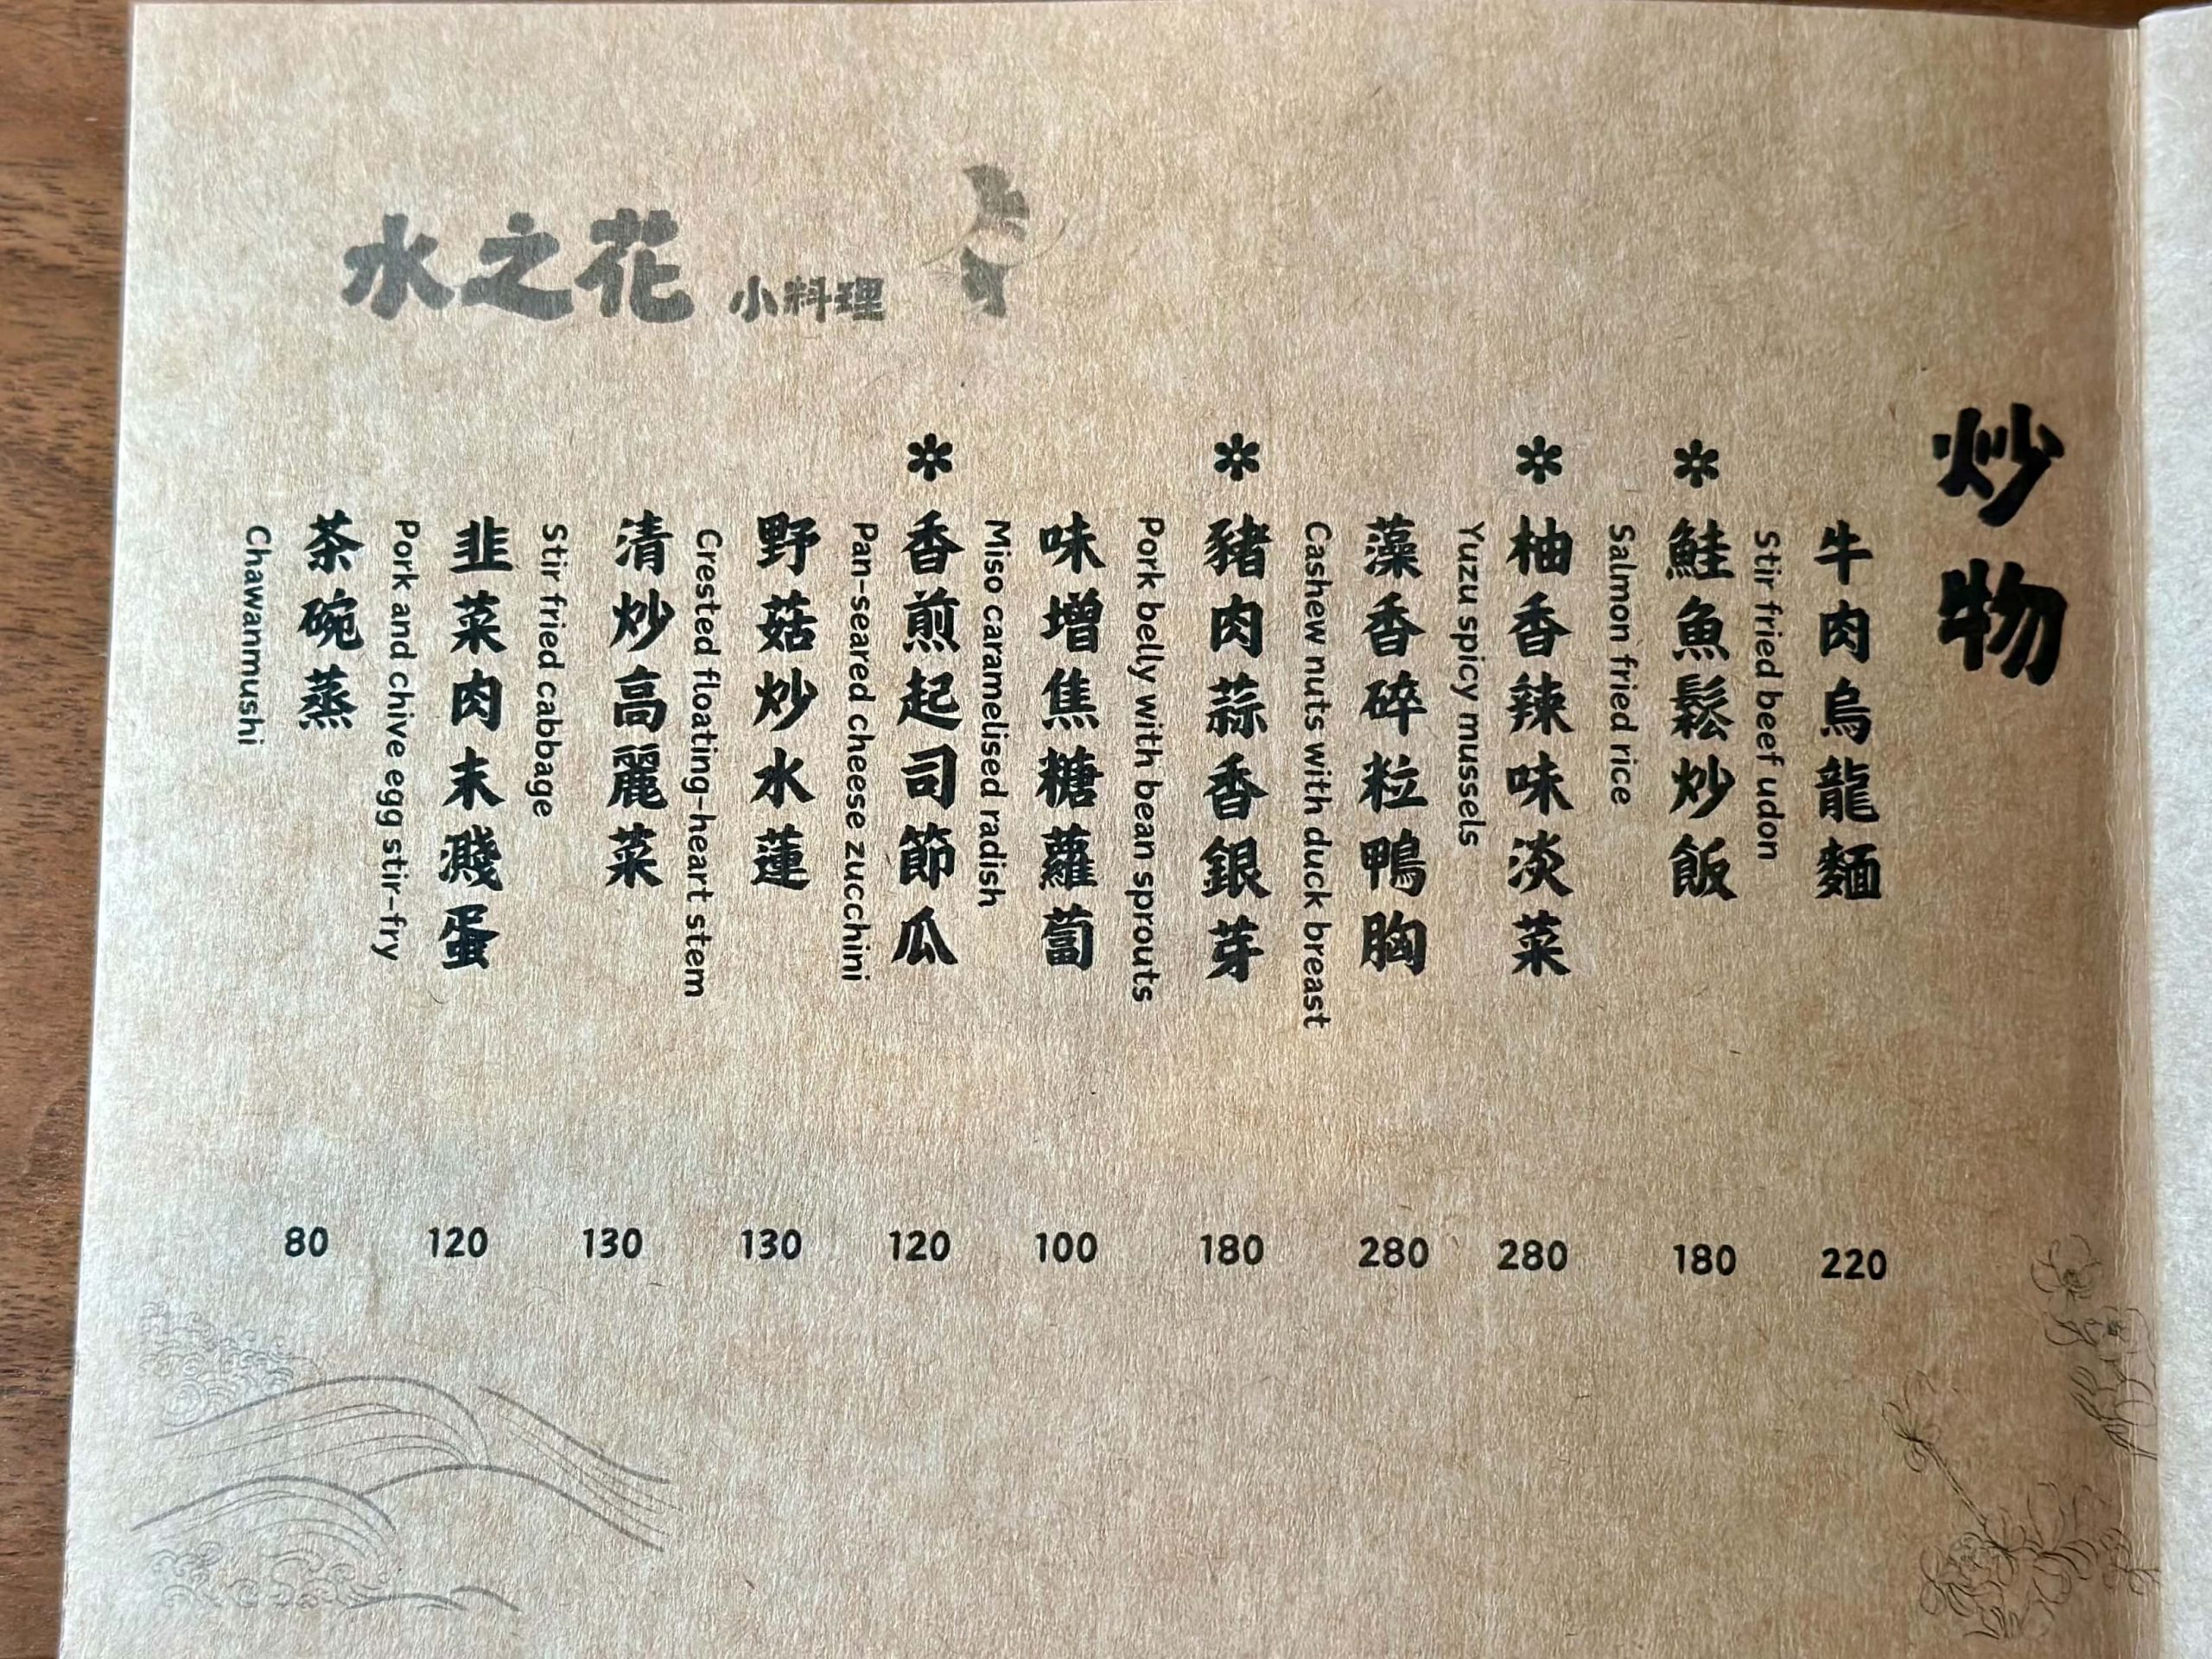 水之花 小料理
炒物
牛肉烏龍麵
Stir fried beef udon
220
✻鮭魚鬆炒飯
Salmon fried rice
180
✻柚香辣味淡菜
Yuzu spicy mussels
280
藻香碎粒鴨胸
Cashew nuts with duck breast
280
✻豬肉蒜香銀芽
Pork belly with bean sprouts
180
味增焦糖蘿蔔
Miso caramelised radish
100
✻香煎起司節瓜
Pan-seared cheese zucchini
120
野菇炒水蓮
Crested floating-heart stem
130
清炒高麗菜
Stir fried cabbage
130
韭菜肉末濺蛋
Pork and chive egg stir-fry
120
茶碗蒸
Chawanmushi
80